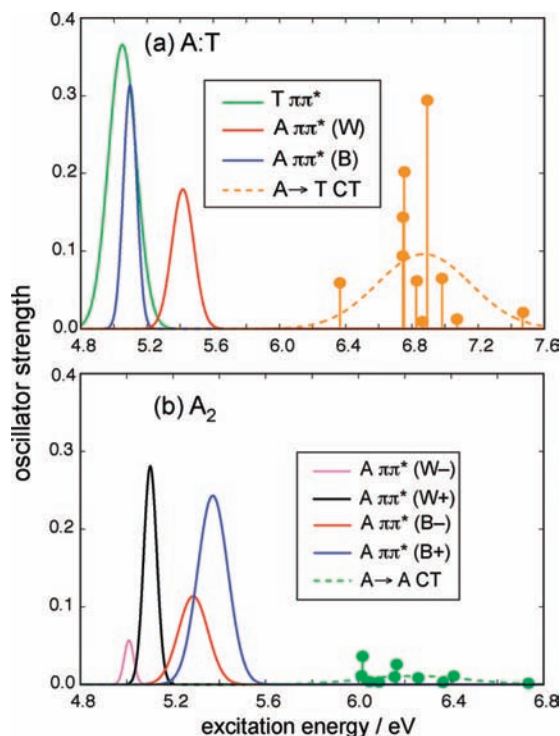 0.4
(a) A:T
T ππ*
0.3
A ππ* (W)
A ππ* (B)
0.2
A→ T CT
0.1
0.0
4.8 5.2 5.6 6.0 6.4 6.8 7.2 7.6
oscillator strength
0.4
(b) A2
0.3
A ππ* (W–)
A ππ* (W+)
0.2
A ππ* (B–)
A ππ* (B+)
0.1
A→ A CT
0.0
4.8 5.2 5.6 6.0 6.4 6.8
excitation energy / eV